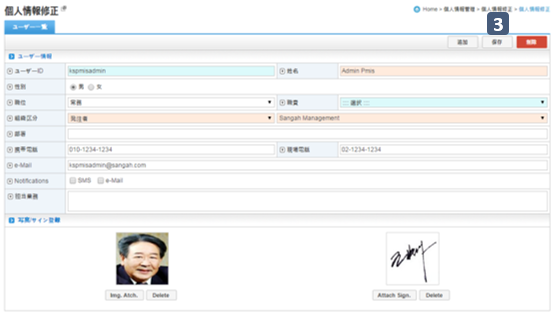 個人情報修正
Home > 個人情報管理 > 個人情報修正 > 個人情報修正
3
ユーザー一覧
追加 保存 削除
ユーザー情報
ユーザーID kspmisadmin 姓名 Admin Pmis
性別 男 女
職位 常務 職責 ::: 選択 :::
組織区分 発注者 Sangah Management
部署
携帯電話 010-1234-1234 職場電話 02-1234-1234
e-Mail kspmisadmin@sangah.com
Notifications SMS e-Mail
担当業務
写真/サイン登録
Img. Atch. Delete Attach Sign. Delete